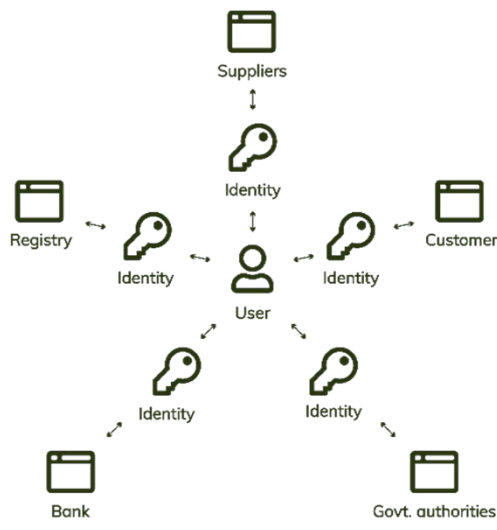 Suppliers
Identity
Registry
Identity
Identity
Customer
User
Identity
Identity
Bank
Govt. authorities